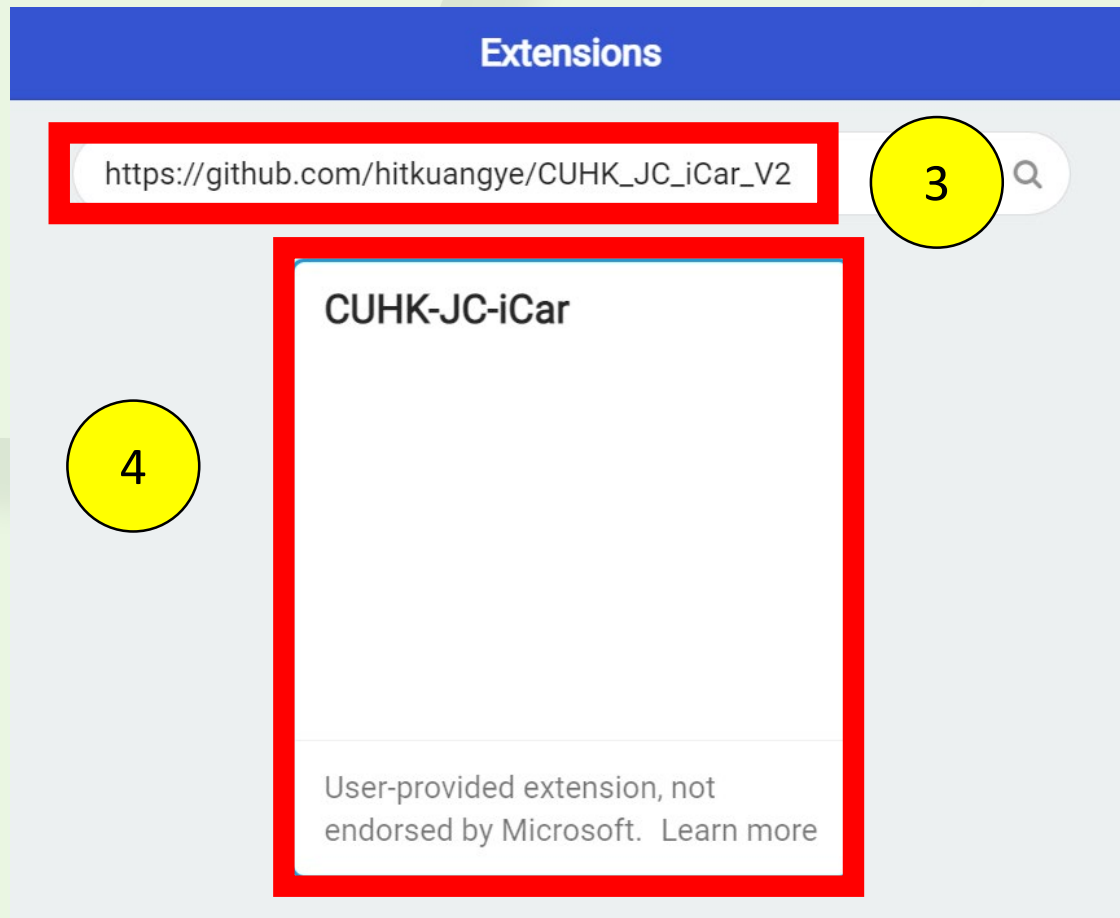 Extensions
https://github.com/hitkuangye/CUHK_JC_iCar_V2
3
CUHK-JC-iCar
4
User-provided extension, not
endorsed by Microsoft. Learn more